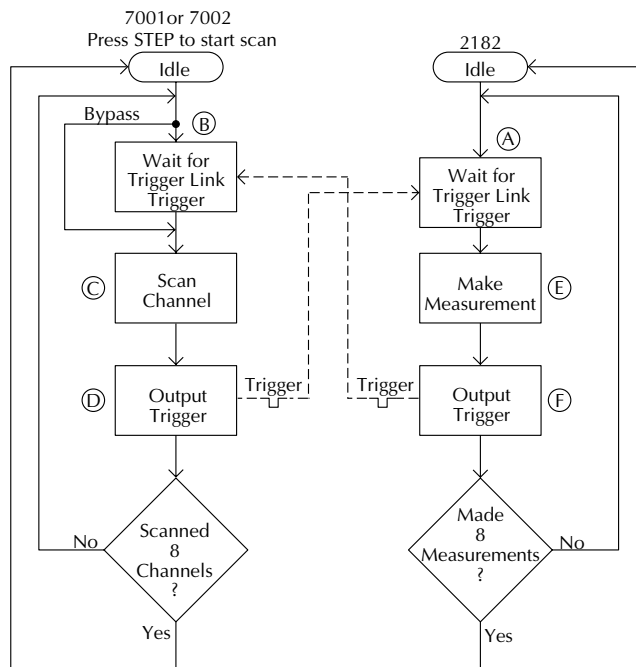 7001or 7002
Press STEP to start scan
Idle
Bypass
B
Wait for
Trigger Link
Trigger
C
Scan
Channel
D
Output
Trigger
Trigger
Scanned
8
Channels
?
No
Yes
2182
Idle
A
Wait for
Trigger Link
Trigger
Make
Measurement
E
Trigger
Output
Trigger
F
Made
8
Measurements
?
No
Yes